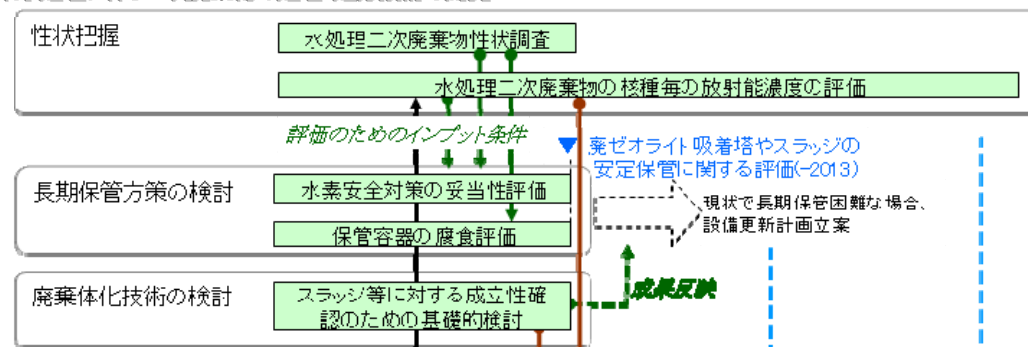 性状把握
水処理二次廃棄物性状調査
水処理二次廃棄物の核種毎の放射能濃度の評価
評価のためのインプット条件
廃ゼオライト吸着塔やスラッジの
安定保管に関する評価(-2013)
長期保管方策の検討
水素安全対策の妥当性評価
現状で長期保管困難な場合、
設備更新計画立案
保管容器の腐食評価
廃棄体化技術の検討
スラッジ等に対する成立性確
認のための基礎的検討
成果反映